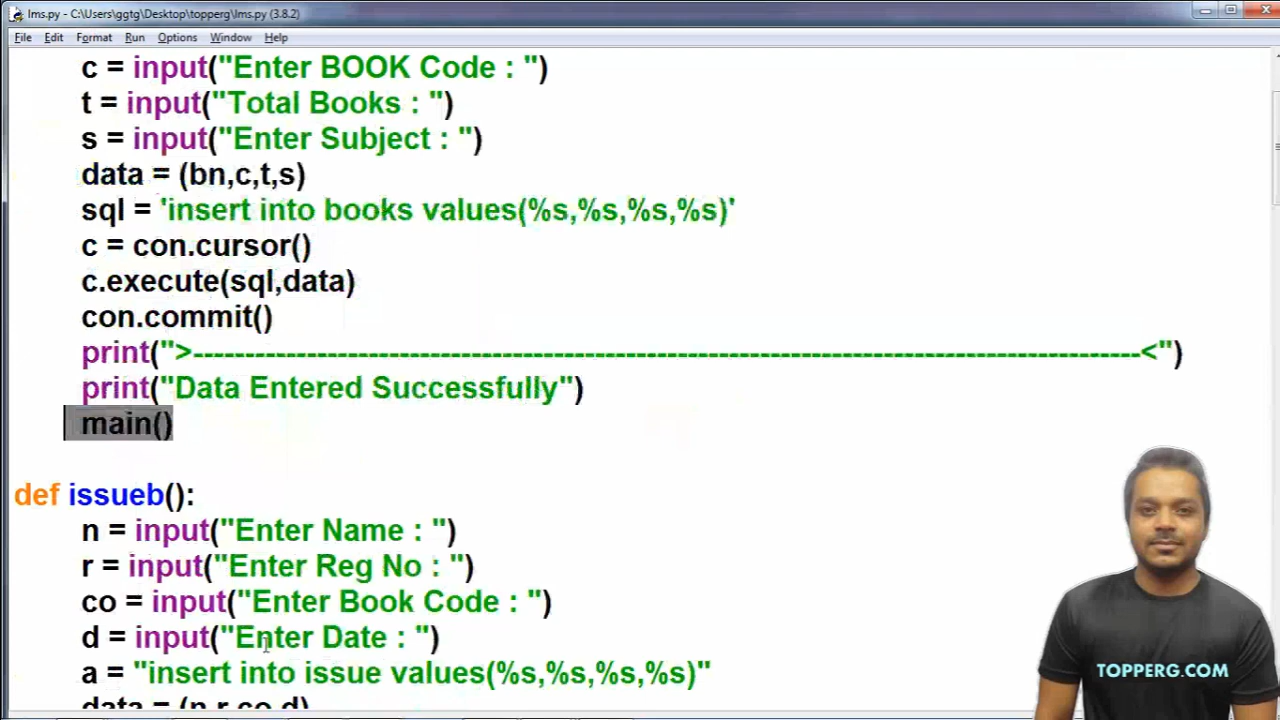 lms.py - C:\Users\ggtg\Desktop\topperg\lms.py (3.8.2)
File Edit Format Run Options Window Help
c = input("Enter BOOK Code : ")
t = input("Total Books : ")
s = input("Enter Subject : ")
data = (bn,c,t,s)
sql = 'insert into books values(%s,%s,%s,%s)'
c = con.cursor()
c.execute(sql,data)
con.commit()
print(">--------------------------------------------------------------------------------------------<")
print("Data Entered Successfully")
main()
def issueb():
n = input("Enter Name : ")
r = input("Enter Reg No : ")
co = input("Enter Book Code : ")
d = input("Enter Date : ")
a = "insert into issue values(%s,%s,%s,%s)"
data = (n,r,co,d)
TOPPERG.COM